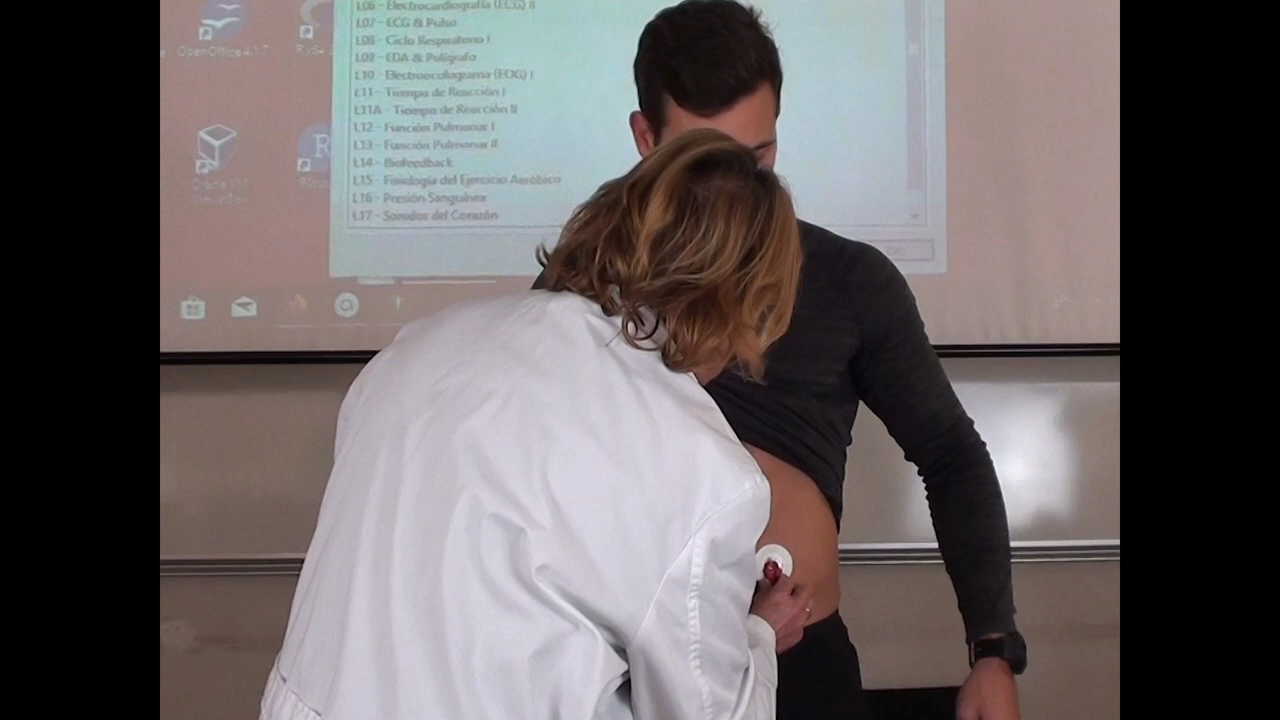 L06 - Electrocardiografía (ECG) II
L07 - ECG & Pulso
L08 - Ciclo Respiratorio I
L09 - EDA & Polígrafo
L10 - Electrooculograma (EOG) I
L11 - Tiempo de Reacción I
L11A - Tiempo de Reacción II
L12 - Función Pulmonar I
L13 - Función Pulmonar II
L14 - Biofeedback
L15 - Fisiología del Ejercicio Aeróbico
L16 - Presión Sanguínea
L17 - Sonidos del Corazón
OpenOffice 4.1.7
R